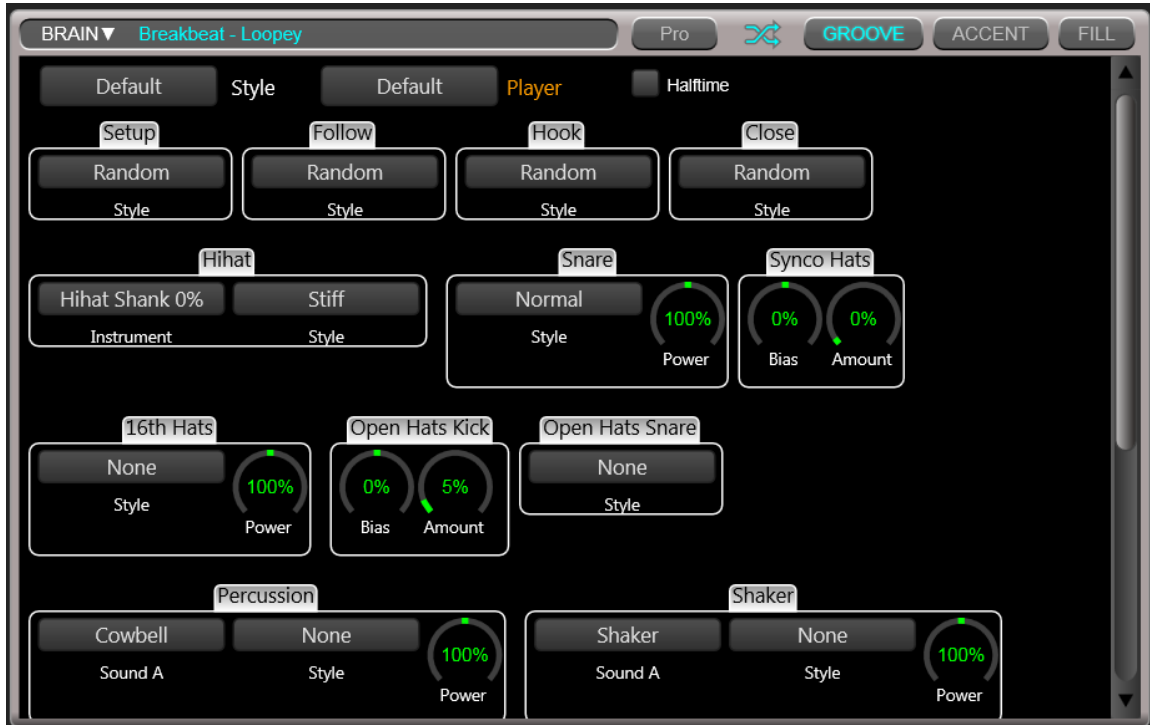 BRAIN▼ Breakbeat - Loopey Pro GROOVE ACCENT FILL
Default Style Default Player Halftime
Setup Follow Hook Close
Random Random Random Random
Style Style Style Style
Hihat Snare Synco Hats
Hihat Shank 0% Stiff Normal 100% 0% 0%
Instrument Style Style Power Bias Amount
16th Hats Open Hats Kick Open Hats Snare
None 100% 0% 5% None
Style Power Bias Amount Style
Percussion Shaker
Cowbell None 100% Shaker None 100%
Sound A Style Power Sound A Style Power